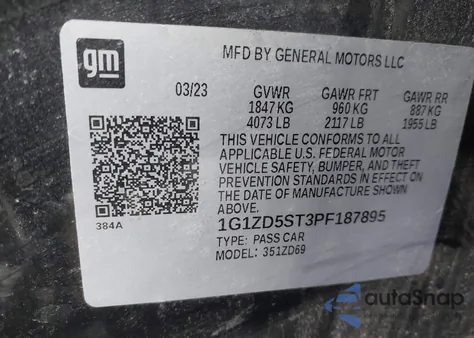 gm
MFD BY GENERAL MOTORS LLC
03/23 GVWR GAWR FRT GAWR RR
1847 KG 960 KG 887 KG
4073 LB 2117 LB 1955 LB
THIS VEHICLE CONFORMS TO ALL
APPLICABLE U.S. FEDERAL MOTOR
VEHICLE SAFETY, BUMPER, AND THEFT
PREVENTION STANDARDS IN EFFECT ON
THE DATE OF MANUFACTURE SHOWN
ABOVE.
384A
1G1ZD5ST3PF187895
TYPE: PASS CAR
MODEL: 351ZD69
autoSnap